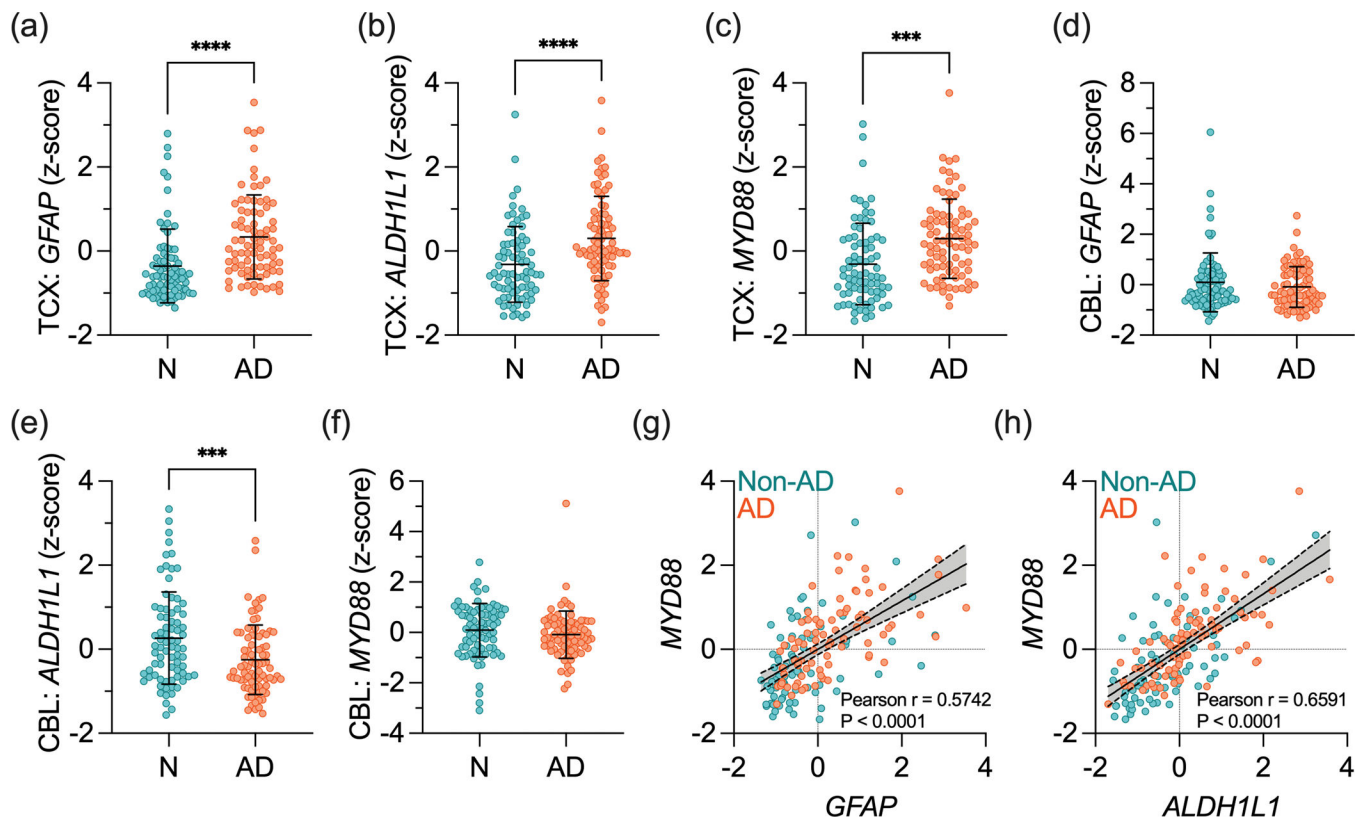 (a)
(b)
(c)
(d)
****
****
***
TCX: GFAP (z-score)
4
2
0
-2
N
AD
TCX: ALDH1L1 (z-score)
4
2
0
-2
N
AD
TCX: MYD88 (z-score)
4
2
0
-2
N
AD
CBL: GFAP (z-score)
8
6
4
2
0
-2
N
AD
(e)
(f)
(g)
(h)
***
CBL: ALDH1L1 (z-score)
4
2
0
-2
N
AD
CBL: MYD88 (z-score)
6
4
2
0
-2
-4
N
AD
MYD88
4
2
0
-2
Non-AD
AD
Pearson r = 0.5742
P < 0.0001
-2
0
2
4
GFAP
MYD88
4
2
0
-2
Non-AD
AD
Pearson r = 0.6591
P < 0.0001
-2
0
2
4
ALDH1L1